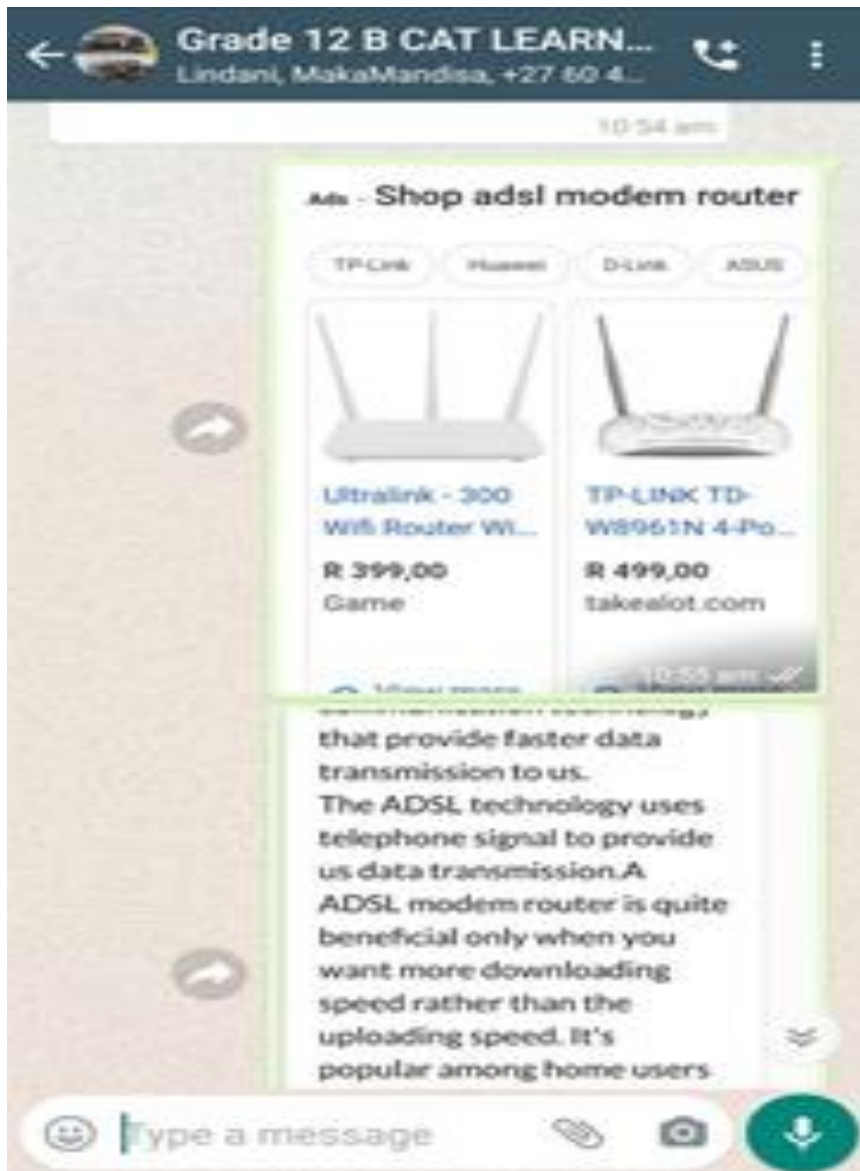 Grade 12 B CAT LEARN...
Lindani, MakaMandisa, +27 60 4...
10:54 am
Ads - Shop adsl modem router
TP-Link Huawei D-Link ASUS
Ultralink - 300 TP-LINK TD-
Wifi Router Wi... W8961N 4-Po...
R 399,00 R 499,00
Game takealot.com
10:55 am
View more
that provide faster data
transmission to us.
The ADSL technology uses
telephone signal to provide
us data transmission.A
ADSL modem router is quite
beneficial only when you
want more downloading
speed rather than the
uploading speed. It's
popular among home users
Type a message